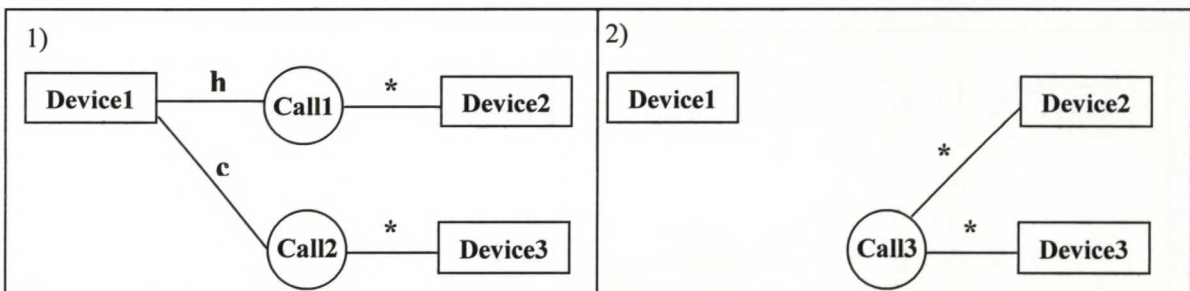 1)
Device1 h Call1 * Device2
c
Call2 * Device3
2)
Device1 Device2
*
Call3 * Device3